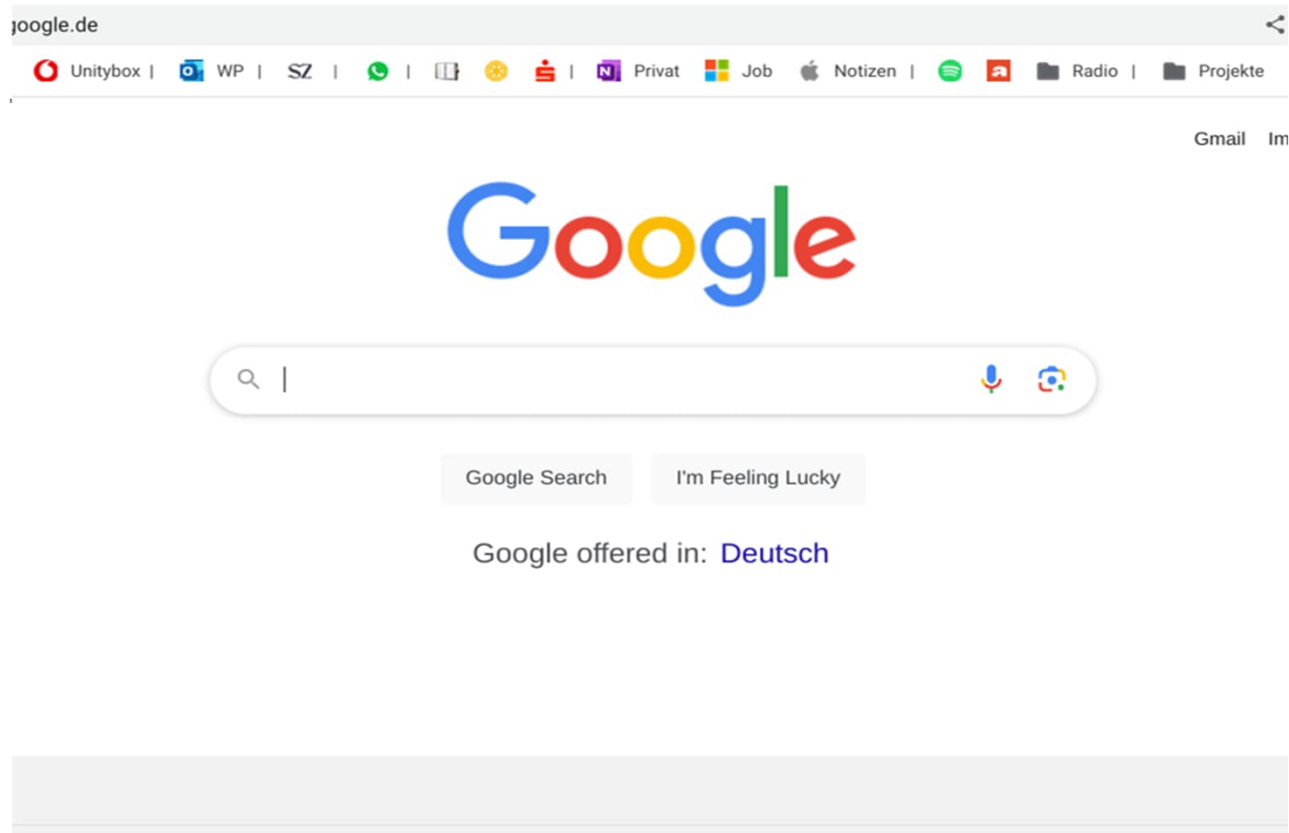 google.de
Unitybox | WP | SZ | | | Privat Job Notizen | Radio | Projekte
Gmail Im
Google
Google Search I'm Feeling Lucky
Google offered in: Deutsch